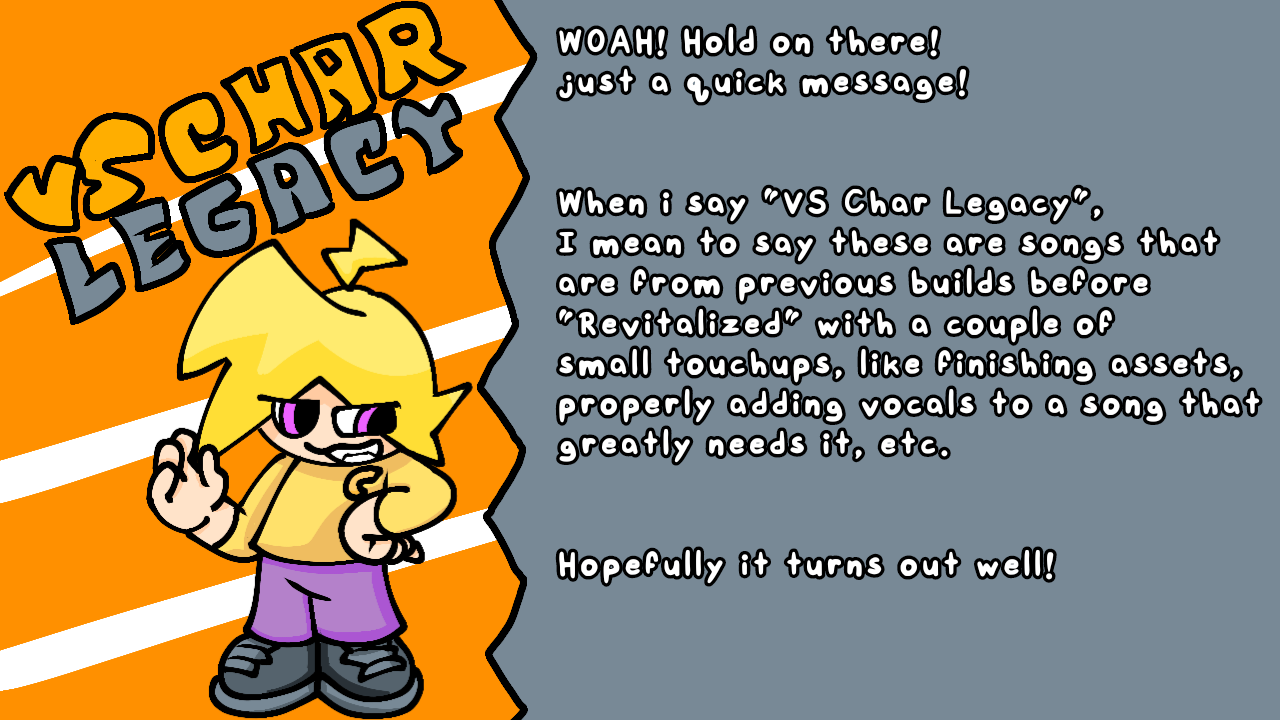 VS CHAR
LEGACY
WOAH! Hold on there!
just a quick message!
When i say "VS Char Legacy",
I mean to say these are songs that
are from previous builds before
"Revitalized" with a couple of
small touchups, like finishing assets,
properly adding vocals to a song that
greatly needs it, etc.
Hopefully it turns out well!
C